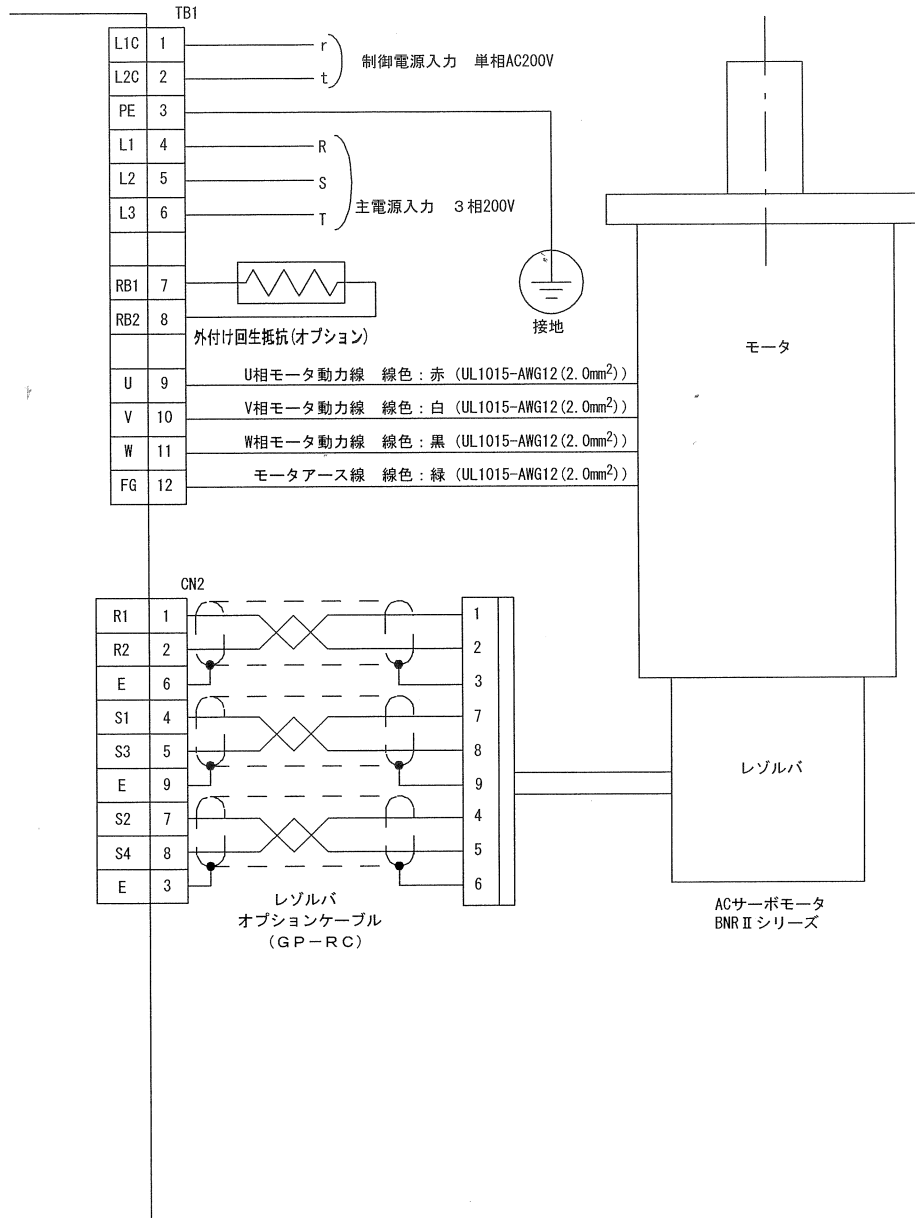 TB1
L1C 1 r
制御電源入力 単相AC200V
L2C 2 t
PE 3
L1 4 R
L2 5 S
主電源入力 3相200V
L3 6 T
RB1 7
RB2 8
外付け回生抵抗(オプション)
接地
モータ
U 9 U相モータ動力線 線色:赤 (UL1015-AWG12(2.0mm²))
V 10 V相モータ動力線 線色:白 (UL1015-AWG12(2.0mm²))
W 11 W相モータ動力線 線色:黒 (UL1015-AWG12(2.0mm²))
FG 12 モータアース線 線色:緑 (UL1015-AWG12(2.0mm²))
CN2
R1 1 1
R2 2 2
E 6 3
S1 4 7
S3 5 8
E 9 9
S2 7 4
S4 8 5
E 3 6
レゾルバ
レゾルバ
オプションケーブル
(GP-RC)
ACサーボモータ
BNRⅡシリーズ